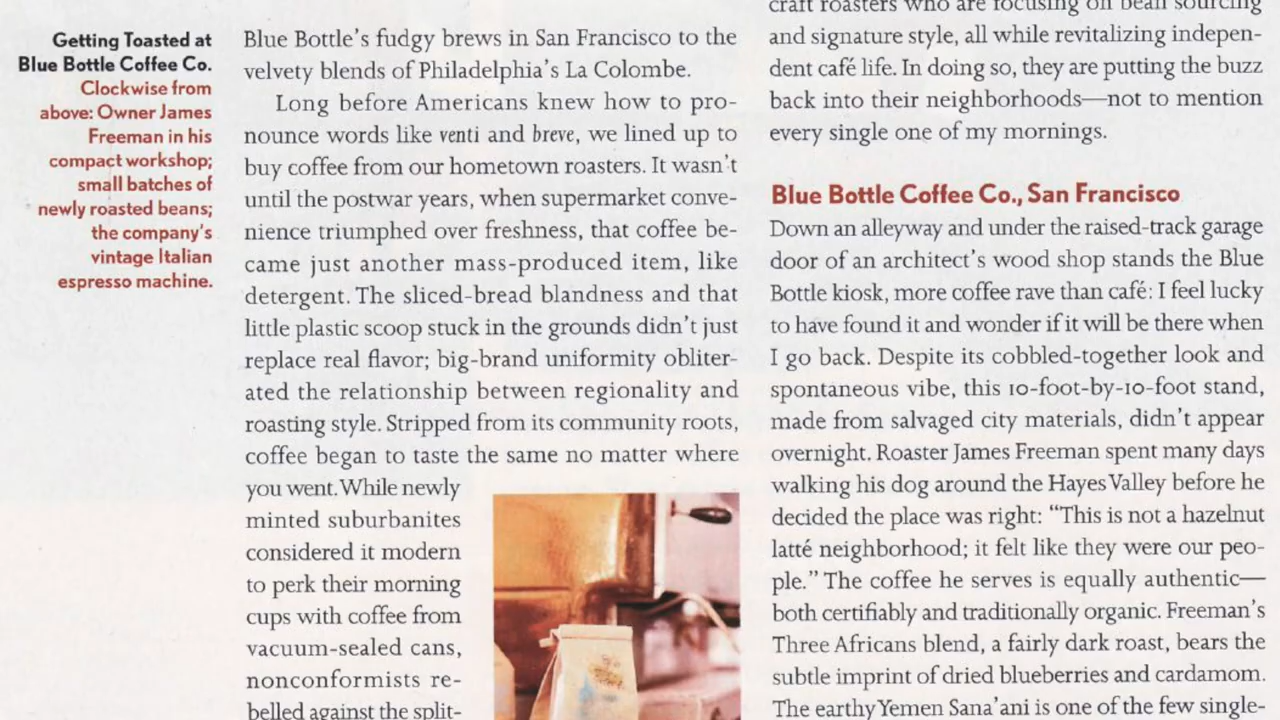 Getting Toasted at
Blue Bottle Coffee Co.
Clockwise from
above: Owner James
Freeman in his
compact workshop;
small batches of
newly roasted beans;
the company's
vintage Italian
espresso machine.
Blue Bottle's fudgy brews in San Francisco to the
velvety blends of Philadelphia's La Colombe.
Long before Americans knew how to pro-
nounce words like venti and breve, we lined up to
buy coffee from our hometown roasters. It wasn't
until the postwar years, when supermarket conve-
nience triumphed over freshness, that coffee be-
came just another mass-produced item, like
detergent. The sliced-bread blandness and that
little plastic scoop stuck in the grounds didn't just
replace real flavor; big-brand uniformity obliter-
ated the relationship between regionality and
roasting style. Stripped from its community roots,
coffee began to taste the same no matter where
you went. While newly
minted suburbanites
considered it modern
to perk their morning
cups with coffee from
vacuum-sealed cans,
nonconformists re-
belled against the split-
craft roasters who are focusing on bean sourcing
and signature style, all while revitalizing indepen-
dent café life. In doing so, they are putting the buzz
back into their neighborhoods—not to mention
every single one of my mornings.
Blue Bottle Coffee Co., San Francisco
Down an alleyway and under the raised-track garage
door of an architect's wood shop stands the Blue
Bottle kiosk, more coffee rave than café: I feel lucky
to have found it and wonder if it will be there when
I go back. Despite its cobbled-together look and
spontaneous vibe, this 10-foot-by-10-foot stand,
made from salvaged city materials, didn't appear
overnight. Roaster James Freeman spent many days
walking his dog around the Hayes Valley before he
decided the place was right: "This is not a hazelnut
latté neighborhood; it felt like they were our peo-
ple." The coffee he serves is equally authentic—
both certifiably and traditionally organic. Freeman's
Three Africans blend, a fairly dark roast, bears the
subtle imprint of dried blueberries and cardamom.
The earthy Yemen Sana'ani is one of the few single-